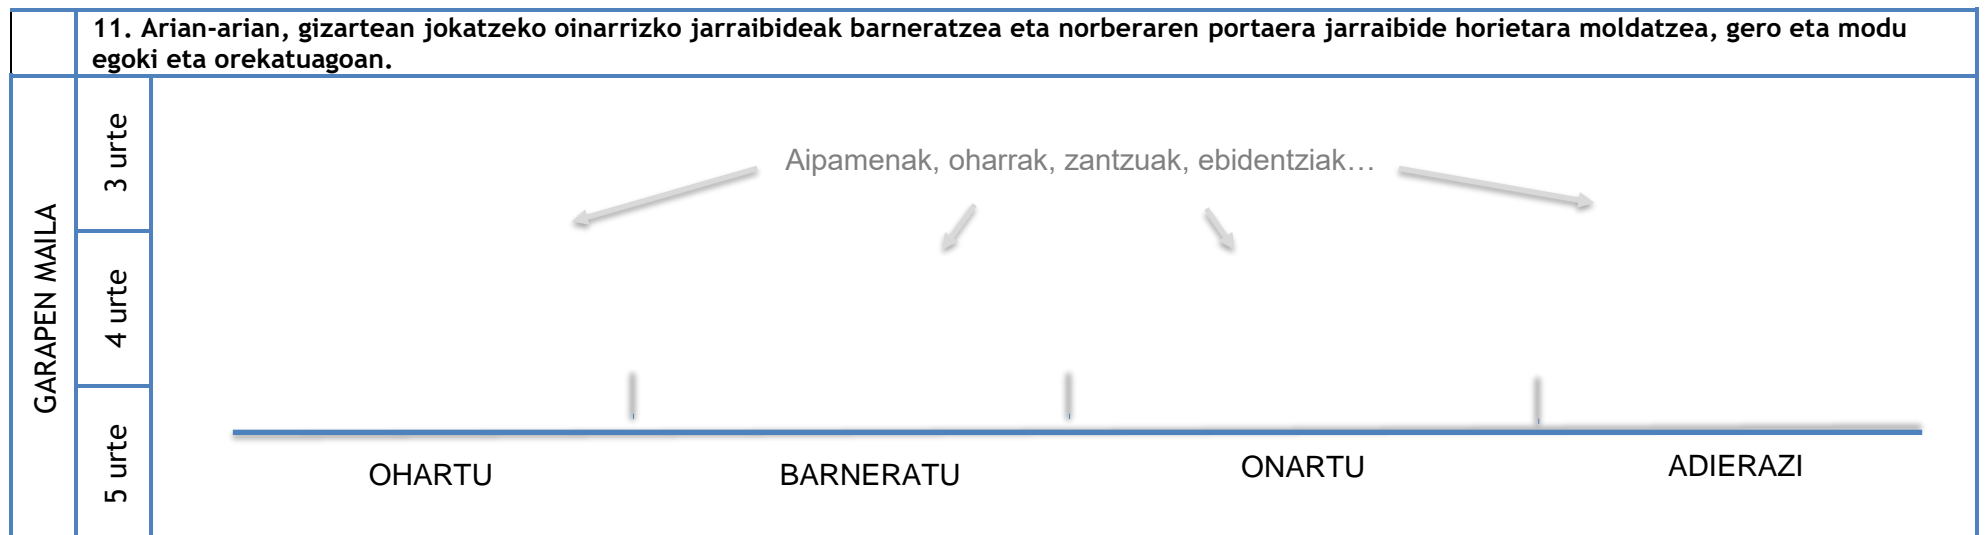 11. Arian-arian, gizartean jokatzeko oinarrizko jarraibideak barneratzea eta norberaren portaera jarraibide horietara moldatzea, gero eta modu
egoki eta orekatuagoan.
GARAPEN MAILA
3 urte
4 urte
5 urte
Aipamenak, oharrak, zantzuak, ebidentziak…
OHARTU
BARNERATU
ONARTU
ADIERAZI